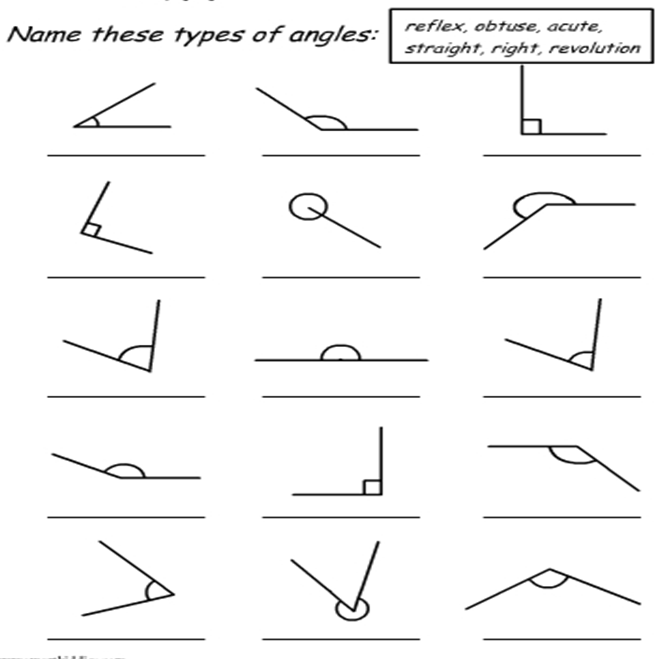 Name these types of angles:
reflex, obtuse, acute,
straight, right, revolution